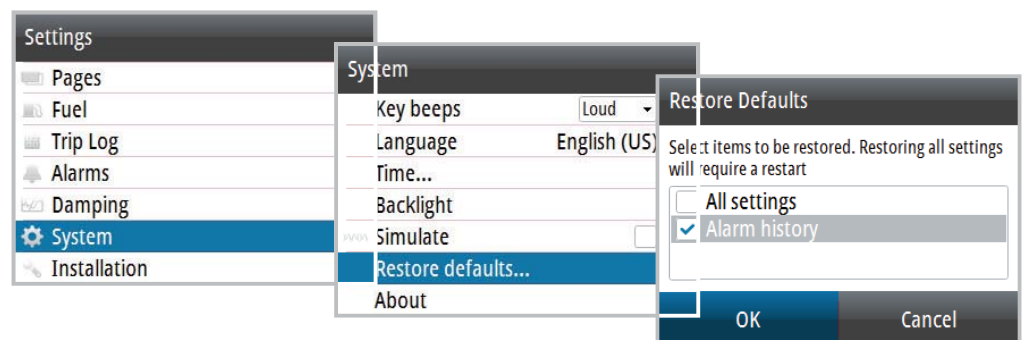 Settings
Pages
Fuel
Trip Log
Alarms
Damping
System
Installation
System
Key beeps Loud
Language English (US)
Time...
Backlight
Simulate
Restore defaults...
About
Restore Defaults
Select items to be restored. Restoring all settings
will require a restart
All settings
Alarm history
OK Cancel